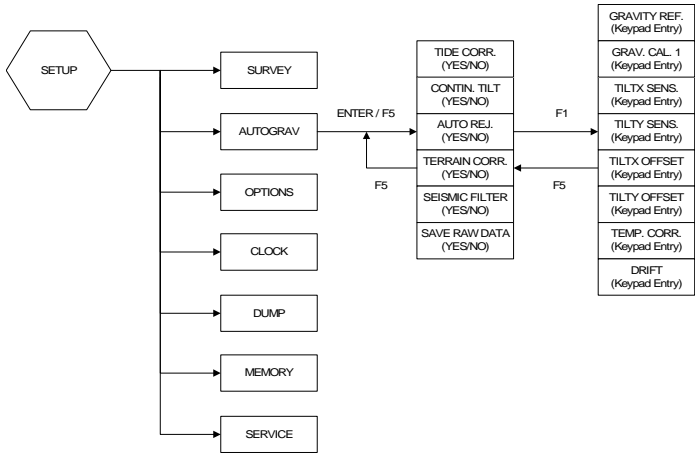 SETUP
SURVEY
AUTOGRAV
OPTIONS
CLOCK
DUMP
MEMORY
SERVICE
ENTER / F5
F5
TIDE CORR.
(YES/NO)
CONTIN. TILT
(YES/NO)
AUTO REJ.
(YES/NO)
TERRAIN CORR.
(YES/NO)
SEISMIC FILTER
(YES/NO)
SAVE RAW DATA
(YES/NO)
F1
F5
GRAVITY REF.
(Keypad Entry)
GRAV. CAL. 1
(Keypad Entry)
TILTX SENS.
(Keypad Entry)
TILTY SENS.
(Keypad Entry)
TILTX OFFSET
(Keypad Entry)
TILTY OFFSET
(Keypad Entry)
TEMP. CORR.
(Keypad Entry)
DRIFT
(Keypad Entry)